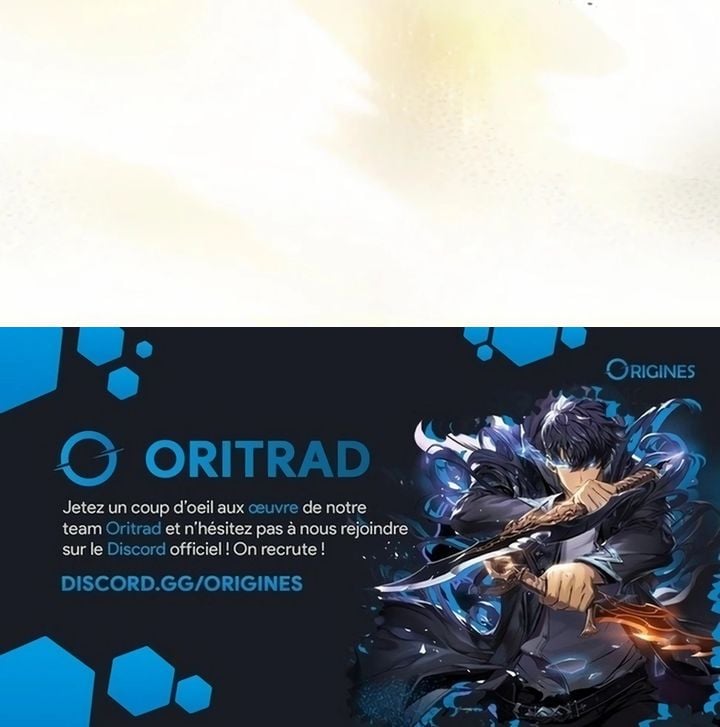 ORIGINES
ORITRAD
Jetez un coup d'oeil aux œuvre de notre
team Oritrad et n'hésitez pas à nous rejoindre
sur le Discord officiel ! On recrute !
DISCORD.GG/ORIGINES